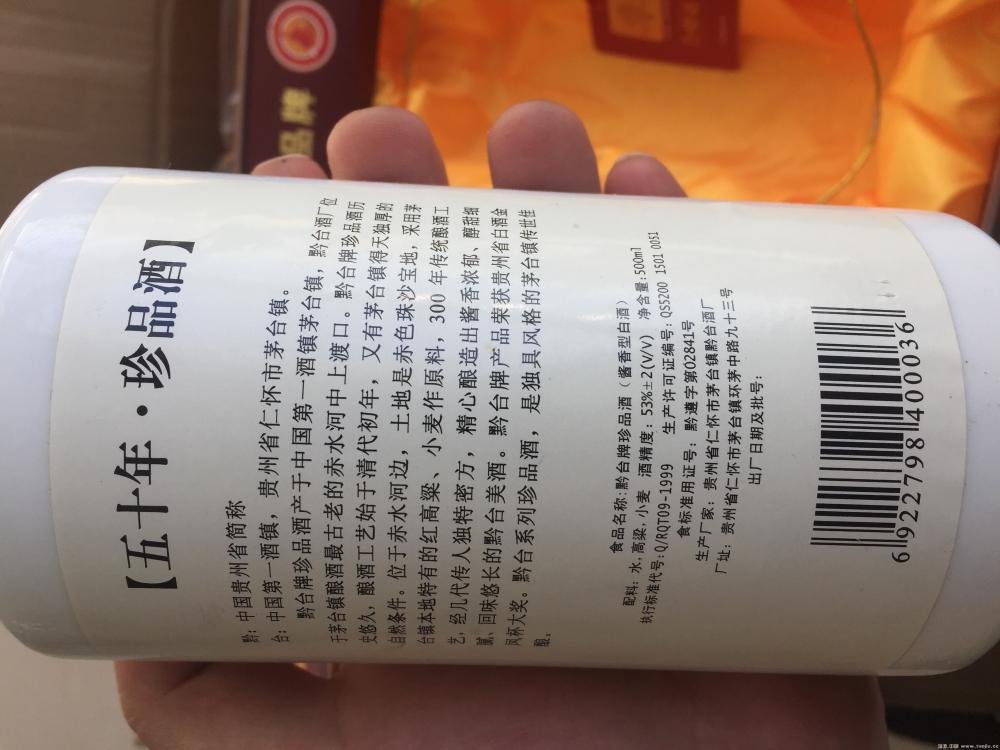 品牌
【五十年·珍品酒】
黔：中国贵州省简称
台：中国第一酒镇，贵州省仁怀市茅台镇。
黔台牌珍品酒产于中国第一酒镇茅台镇，黔台酒厂位
于茅台镇酿酒最古老的赤水河中上渡口。黔台牌珍品酒历
史悠久，酿酒工艺始于清代初年，又有茅台镇得天独厚的
自然条件。位于赤水河边，土地是赤色珠沙宝地，采用茅
台镇本地特有的红高粱、小麦作原料，300年传统酿酒工
艺，经几代传人独特密方，精心酿造出酱香浓郁、醇甜细
腻、回味悠长的黔台美酒。黔台牌产品荣获贵州省白酒金
凤杯大奖。黔台系列珍品酒，是独具风格的茅台镇传世佳
酿。
食品名称:黔台牌珍品酒（酱香型白酒）
配料：水,高粱,小麦 酒精度：53%±2(V/V) 净含量:500ml
执行标准代号:Q/RQT09-1999 生产许可证编号: QS5200 1501 0051
食标准用证号：黔遵字第02841号
生产厂家：贵州省仁怀市茅台镇黔台酒厂
厂址：贵州省仁怀市茅台镇环茅中路九十三号
出厂日期及批号：
6922798400036